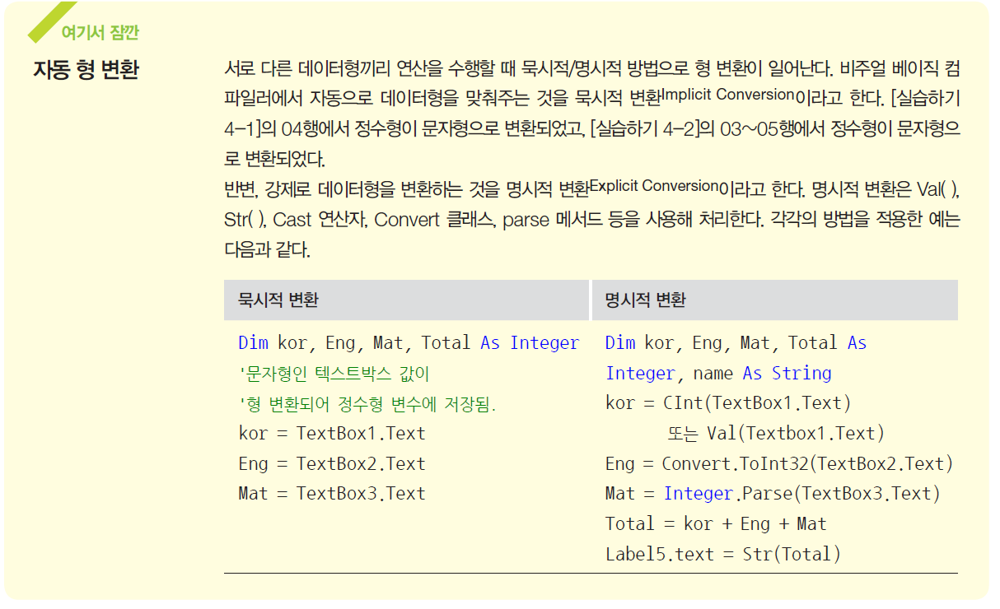 여기서 잠깐
자동 형 변환
서로 다른 데이터형끼리 연산을 수행할 때 묵시적/명시적 방법으로 형 변환이 일어난다. 비주얼 베이직 컴
파일러에서 자동으로 데이터형을 맞춰주는 것을 묵시적 변환Implicit Conversion이라고 한다. [실습하기
4-1]의 04행에서 정수형이 문자형으로 변환되었고, [실습하기 4-2]의 03~05행에서 정수형이 문자형으
로 변환되었다.
반변, 강제로 데이터형을 변환하는 것을 명시적 변환Explicit Conversion이라고 한다. 명시적 변환은 Val( ),
Str( ), Cast 연산자, Convert 클래스, parse 메서드 등을 사용해 처리한다. 각각의 방법을 적용한 예는
다음과 같다.
묵시적 변환
Dim kor, Eng, Mat, Total As Integer
'문자형인 텍스트박스 값이
'형 변환되어 정수형 변수에 저장됨.
kor = TextBox1.Text
Eng = TextBox2.Text
Mat = TextBox3.Text
명시적 변환
Dim kor, Eng, Mat, Total As
Integer, name As String
kor = CInt(TextBox1.Text)
또는 Val(Textbox1.Text)
Eng = Convert.ToInt32(TextBox2.Text)
Mat = Integer.Parse(TextBox3.Text)
Total = kor + Eng + Mat
Label5.text = Str(Total)